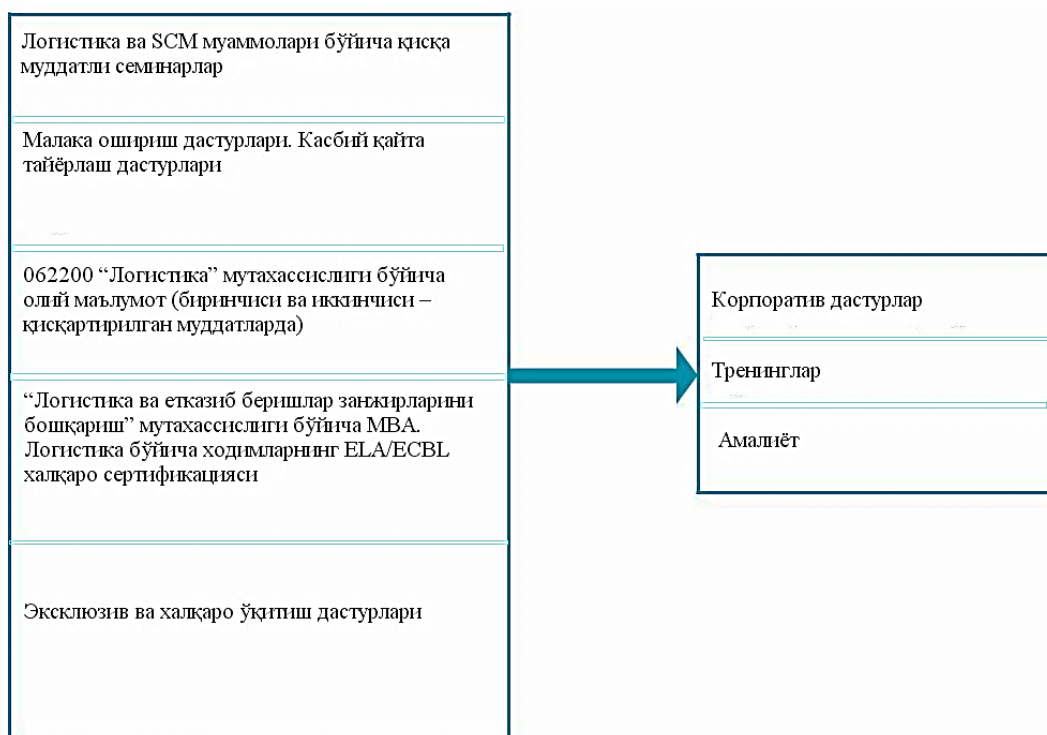 Логистика ва SCM муаммолари бўйича қисқа
муддатли семинарлар
Малака ошириш дастурлари. Касбий қайта
тайёрлаш дастурлари
062200 “Логистика” мутахассислиги бўйича
олий маълумот (биринчиси ва иккинчиси –
қисқартирилган муддатларда)
“Логистика ва етказиб беришлар занжирларини
бошқариш” мутахассислиги бўйича MBA.
Логистика бўйича ходимларнинг ELA/ECBL
халқаро сертификацияси
Эксклюзив ва халқаро ўқитиш дастурлари
Корпоратив дастурлар
Тренинглар
Амалиёт